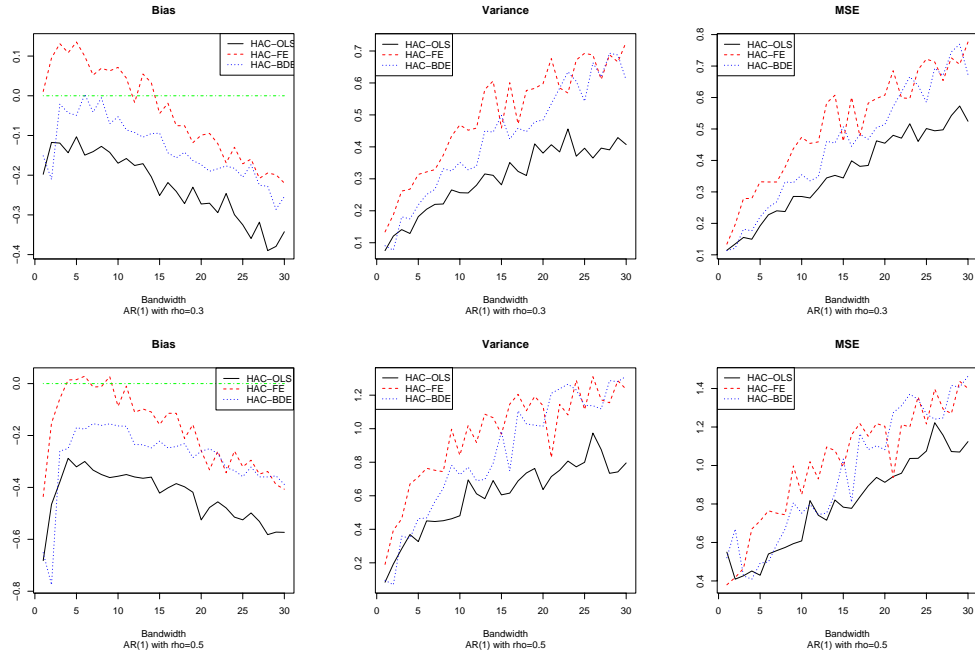 Bias
HAC-OLS
HAC-FE
HAC-BDE
0.1
0.0
-0.1
-0.2
-0.3
-0.4
0 5 10 15 20 25 30
Bandwidth
AR(1) with rho=0.3
Variance
HAC-OLS
HAC-FE
HAC-BDE
0.7
0.6
0.5
0.4
0.3
0.2
0.1
0 5 10 15 20 25 30
Bandwidth
AR(1) with rho=0.3
MSE
HAC-OLS
HAC-FE
HAC-BDE
0.8
0.7
0.6
0.5
0.4
0.3
0.2
0.1
0 5 10 15 20 25 30
Bandwidth
AR(1) with rho=0.3
Bias
HAC-OLS
HAC-FE
HAC-BDE
0.0
-0.2
-0.4
-0.6
-0.8
0 5 10 15 20 25 30
Bandwidth
AR(1) with rho=0.5
Variance
HAC-OLS
HAC-FE
HAC-BDE
1.2
1.0
0.8
0.6
0.4
0.2
0 5 10 15 20 25 30
Bandwidth
AR(1) with rho=0.5
MSE
HAC-OLS
HAC-FE
HAC-BDE
1.4
1.2
1.0
0.8
0.6
0.4
0 5 10 15 20 25 30
Bandwidth
AR(1) with rho=0.5